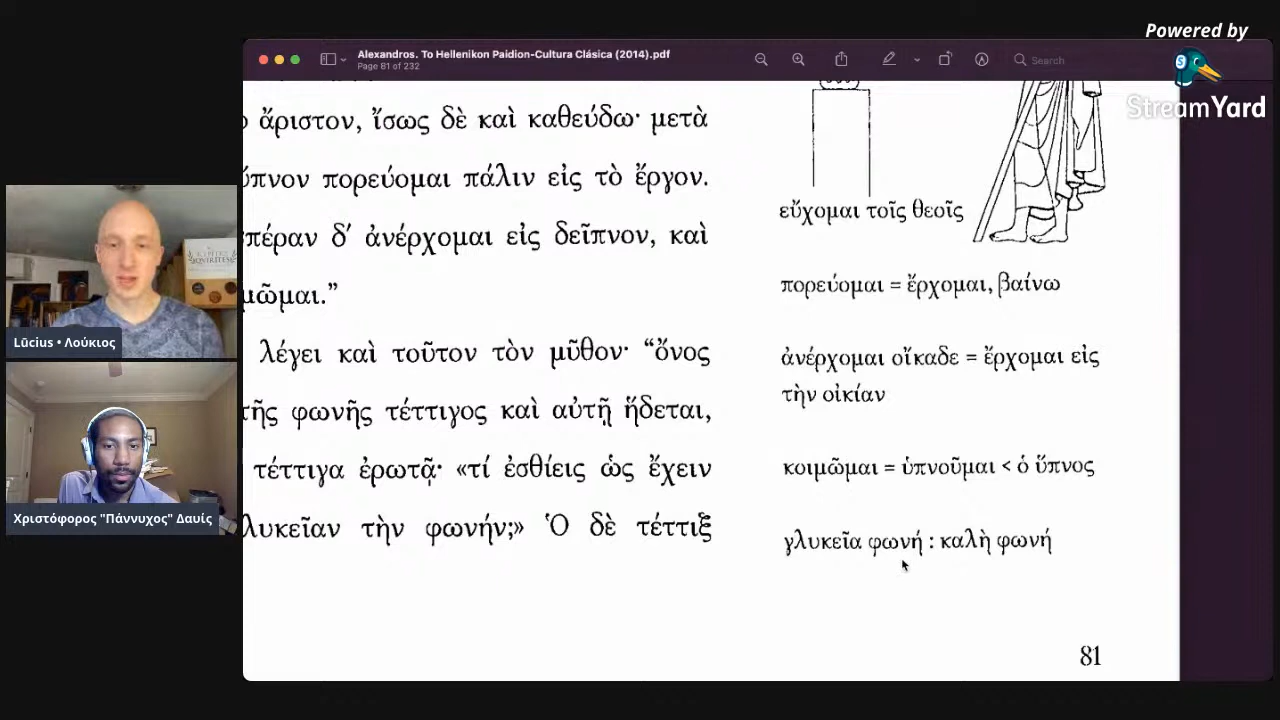 Powered by
StreamYard
Alexandros. To Hellenikon Paidion-Cultura Clásica (2014).pdf
Page 81 of 232
Search
ἄριστον, ἴσως δὲ καὶ καθεύδω· μετὰ
ὕπνον πορεύομαι πάλιν εἰς τὸ ἔργον.
πέραν δ’ ἀνέρχομαι εἰς δεῖπνον, καὶ
μῶμαι.”
λέγει καὶ τοῦτον τὸν μῦθον· “ὄνος
τῆς φωνῆς τέττιγος καὶ αὐτῇ ἥδεται,
τέττιγα ἐρωτᾷ· «τί ἐσθίεις ὡς ἔχειν
λυκεῖαν τὴν φωνήν;» Ὁ δὲ τέττιξ
εὔχομαι τοῖς θεοῖς
πορεύομαι = ἔρχομαι, βαίνω
ἀνέρχομαι οἴκαδε = ἔρχομαι εἰς
τὴν οἰκίαν
κοιμῶμαι = ὑπνοῦμαι < ὁ ὕπνος
γλυκεῖα φωνή : καλὴ φωνή
81
Lūcius • Λούκιος
Χριστόφορος "Πάννυχος" Δαυίς